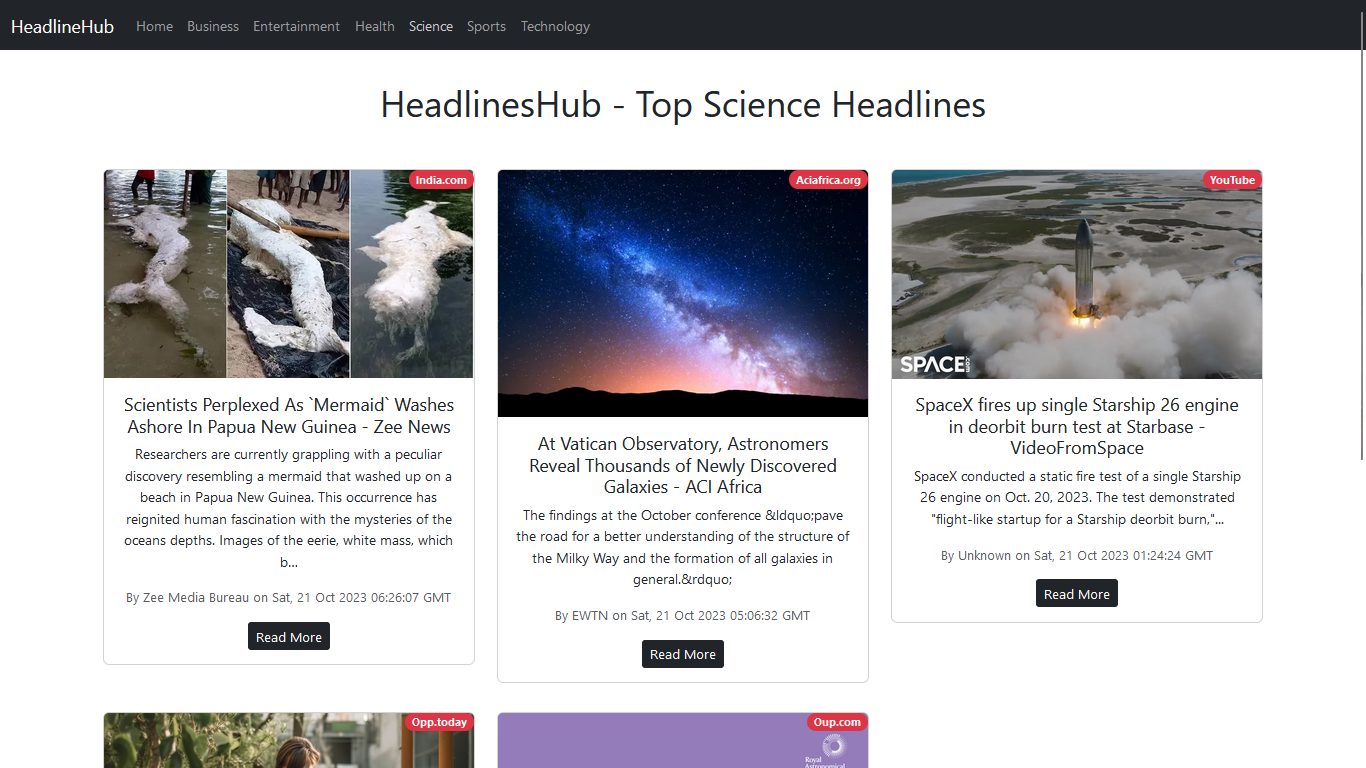 HeadlineHub Home Business Entertainment Health Science Sports Technology
HeadlinesHub - Top Science Headlines
India.com
Scientists Perplexed As `Mermaid` Washes
Ashore In Papua New Guinea - Zee News
Researchers are currently grappling with a peculiar
discovery resembling a mermaid that washed up on a
beach in Papua New Guinea. This occurrence has
reignited human fascination with the mysteries of the
oceans depths. Images of the eerie, white mass, which
b...
By Zee Media Bureau on Sat, 21 Oct 2023 06:26:07 GMT
Read More
Aciafrica.org
At Vatican Observatory, Astronomers
Reveal Thousands of Newly Discovered
Galaxies - ACI Africa
The findings at the October conference &ldquo;pave
the road for a better understanding of the structure of
the Milky Way and the formation of all galaxies in
general.&rdquo;
By EWTN on Sat, 21 Oct 2023 05:06:32 GMT
Read More
YouTube
SPACE.com
SpaceX fires up single Starship 26 engine
in deorbit burn test at Starbase -
VideoFromSpace
SpaceX conducted a static fire test of a single Starship
26 engine on Oct. 20, 2023. The test demonstrated
"flight-like startup for a Starship deorbit burn,"...
By Unknown on Sat, 21 Oct 2023 01:24:24 GMT
Read More
Opp.today
Oup.com
Royal
Astronomical